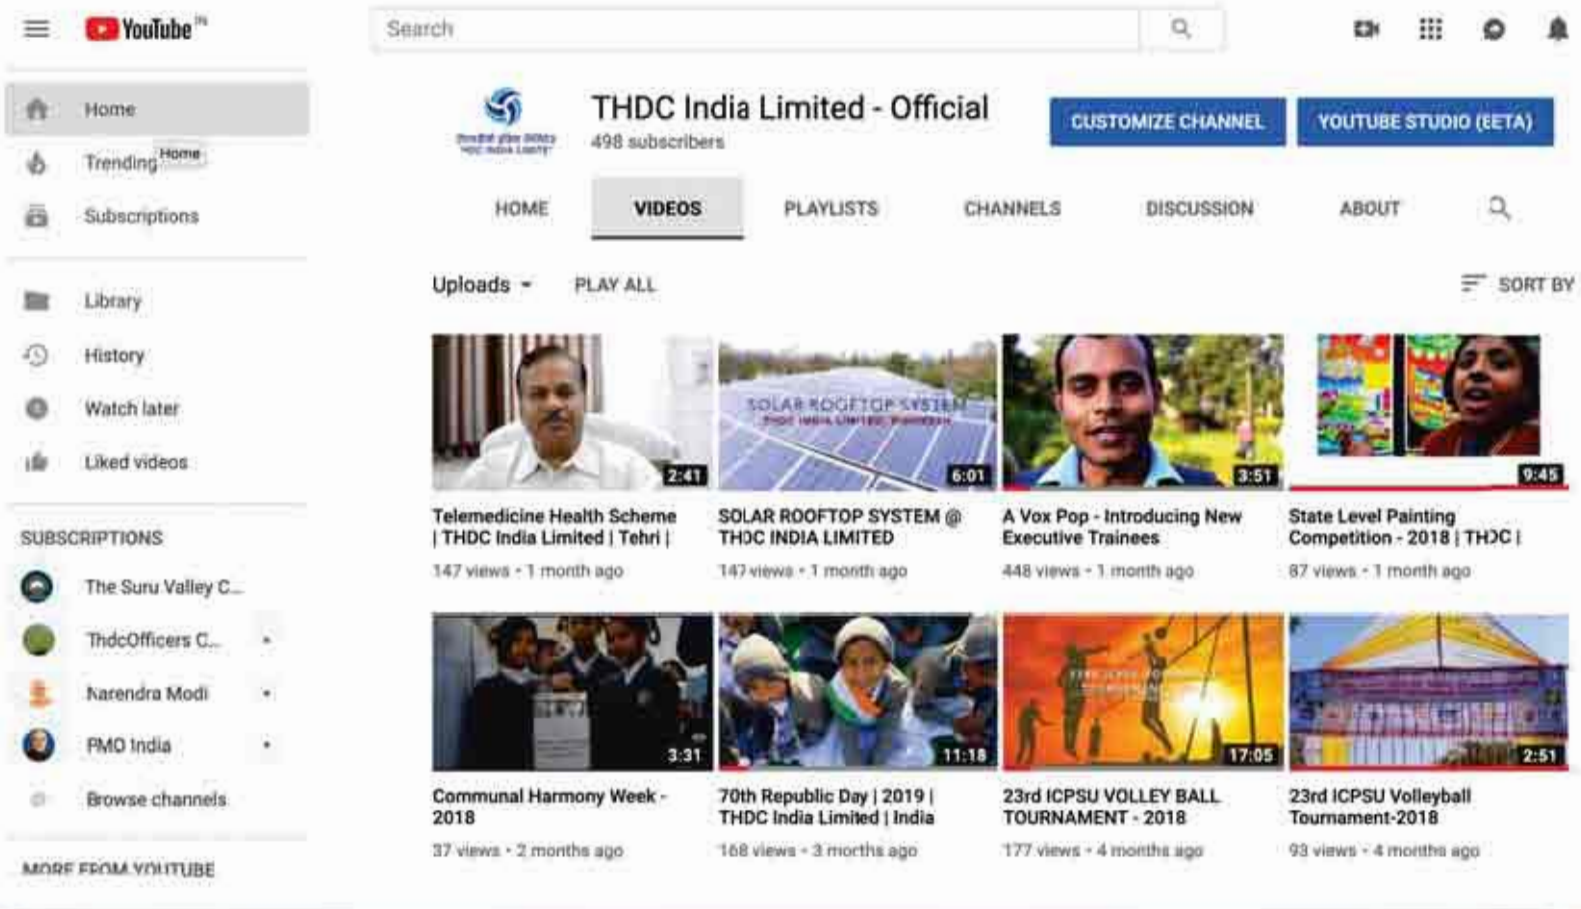 YouTube IN
Search
Home
Trending
Home
Subscriptions
Library
History
Watch later
Liked videos
SUBSCRIPTIONS
The Suru Valley C...
ThdcOfficers C...
Narendra Modi
PMO India
Browse channels
MORE FROM YOUTUBE
THDC India Limited - Official
498 subscribers
CUSTOMIZE CHANNEL
YOUTUBE STUDIO (BETA)
HOME VIDEOS PLAYLISTS CHANNELS DISCUSSION ABOUT
Uploads PLAY ALL SORT BY
SOLAR ROOFTOP SYSTEM
THDC INDIA LIMITED, RISHIKESH
2:41
6:01
3:51
9:45
Telemedicine Health Scheme
| THDC India Limited | Tehri |
147 views • 1 month ago
SOLAR ROOFTOP SYSTEM @
THDC INDIA LIMITED
147 views • 1 month ago
A Vox Pop - Introducing New
Executive Trainees
448 views • 1 month ago
State Level Painting
Competition - 2018 | THDC |
87 views • 1 month ago
3:31
11:18
17:05
2:51
Communal Harmony Week -
2018
37 views • 2 months ago
70th Republic Day | 2019 |
THDC India Limited | India
168 views • 3 months ago
23rd ICPSU VOLLEY BALL
TOURNAMENT - 2018
177 views • 4 months ago
23rd ICPSU Volleyball
Tournament-2018
93 views • 4 months ago